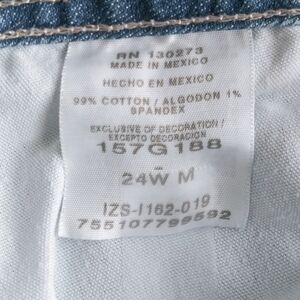 RN 130273
MADE IN MEXICO
HECHO EN MEXICO
99% COTTON / ALGODON 1%
SPANDEX
EXCLUSIVE OF DECORATION/
EXCEPTO DECORACION
157G188
24W M
IZS-I162-019
755107799592